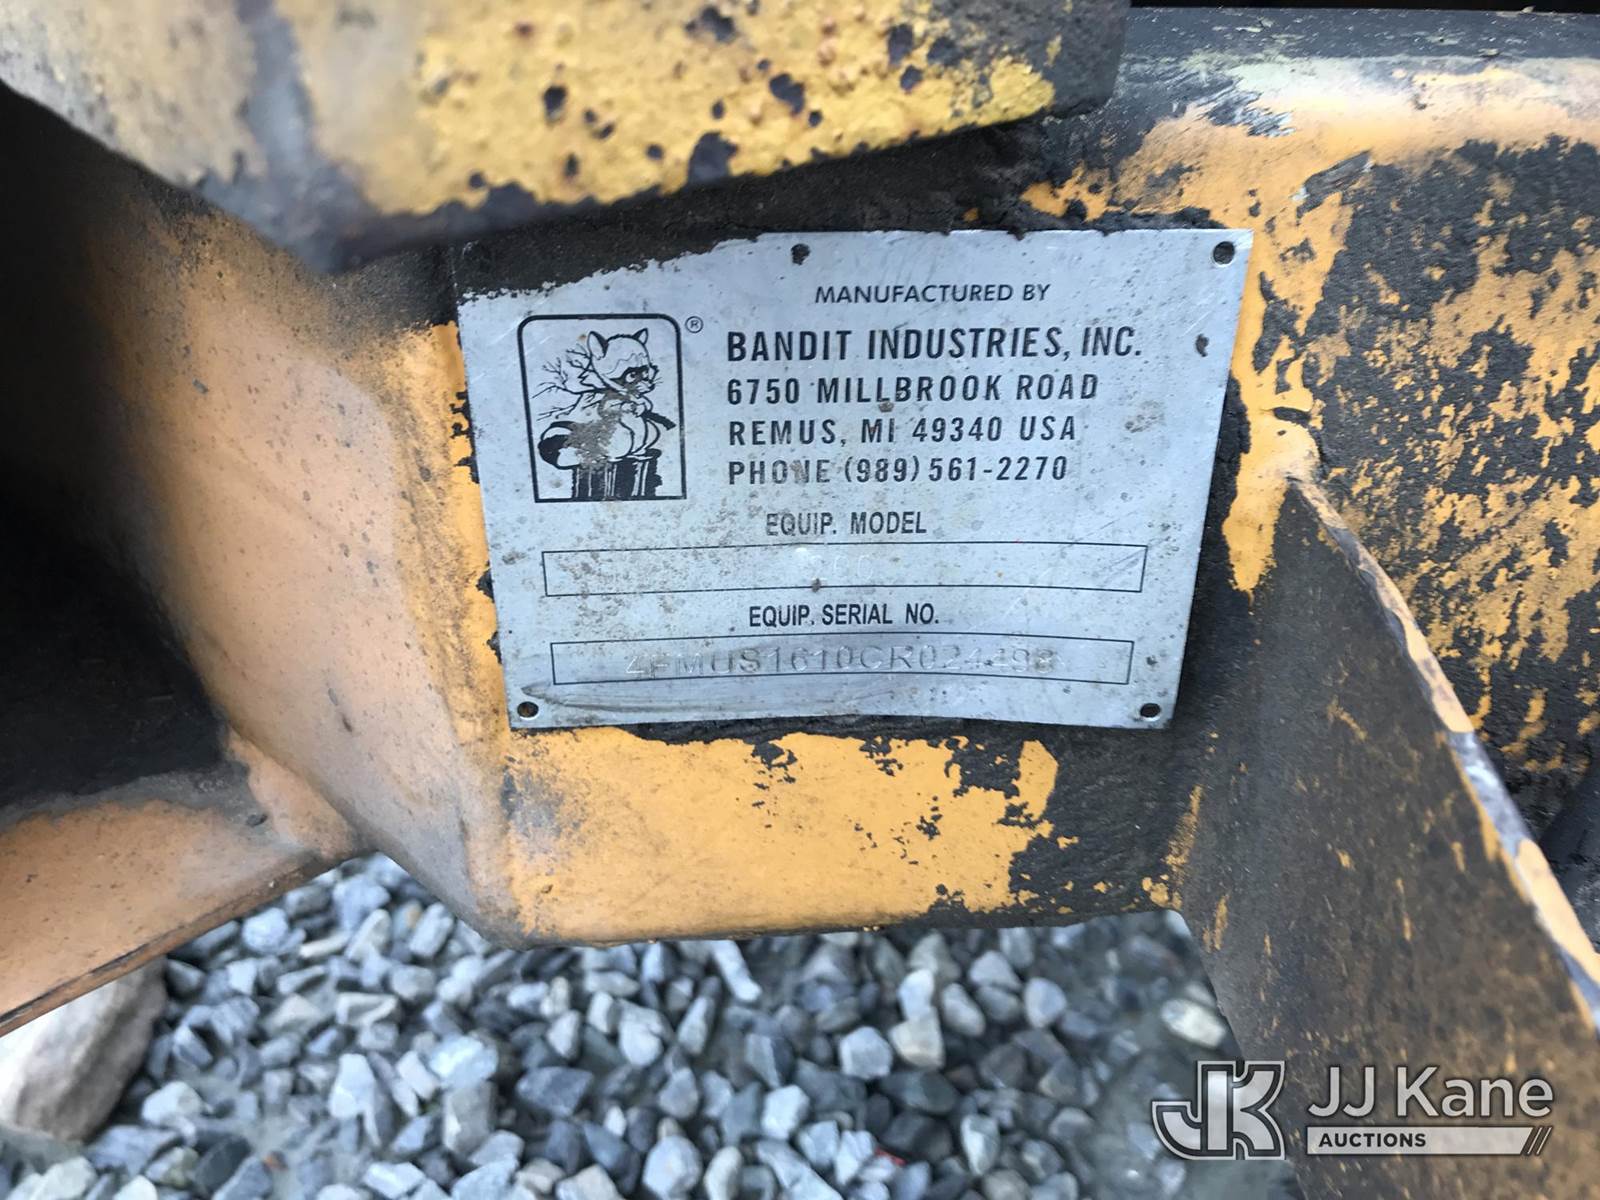 MANUFACTURED BY
®
BANDIT INDUSTRIES, INC.
6750 MILLBROOK ROAD
REMUS, MI 49340 USA
PHONE (989) 561-2270
EQUIP. MODEL
EQUIP. SERIAL NO.
JK JJ Kane
AUCTIONS